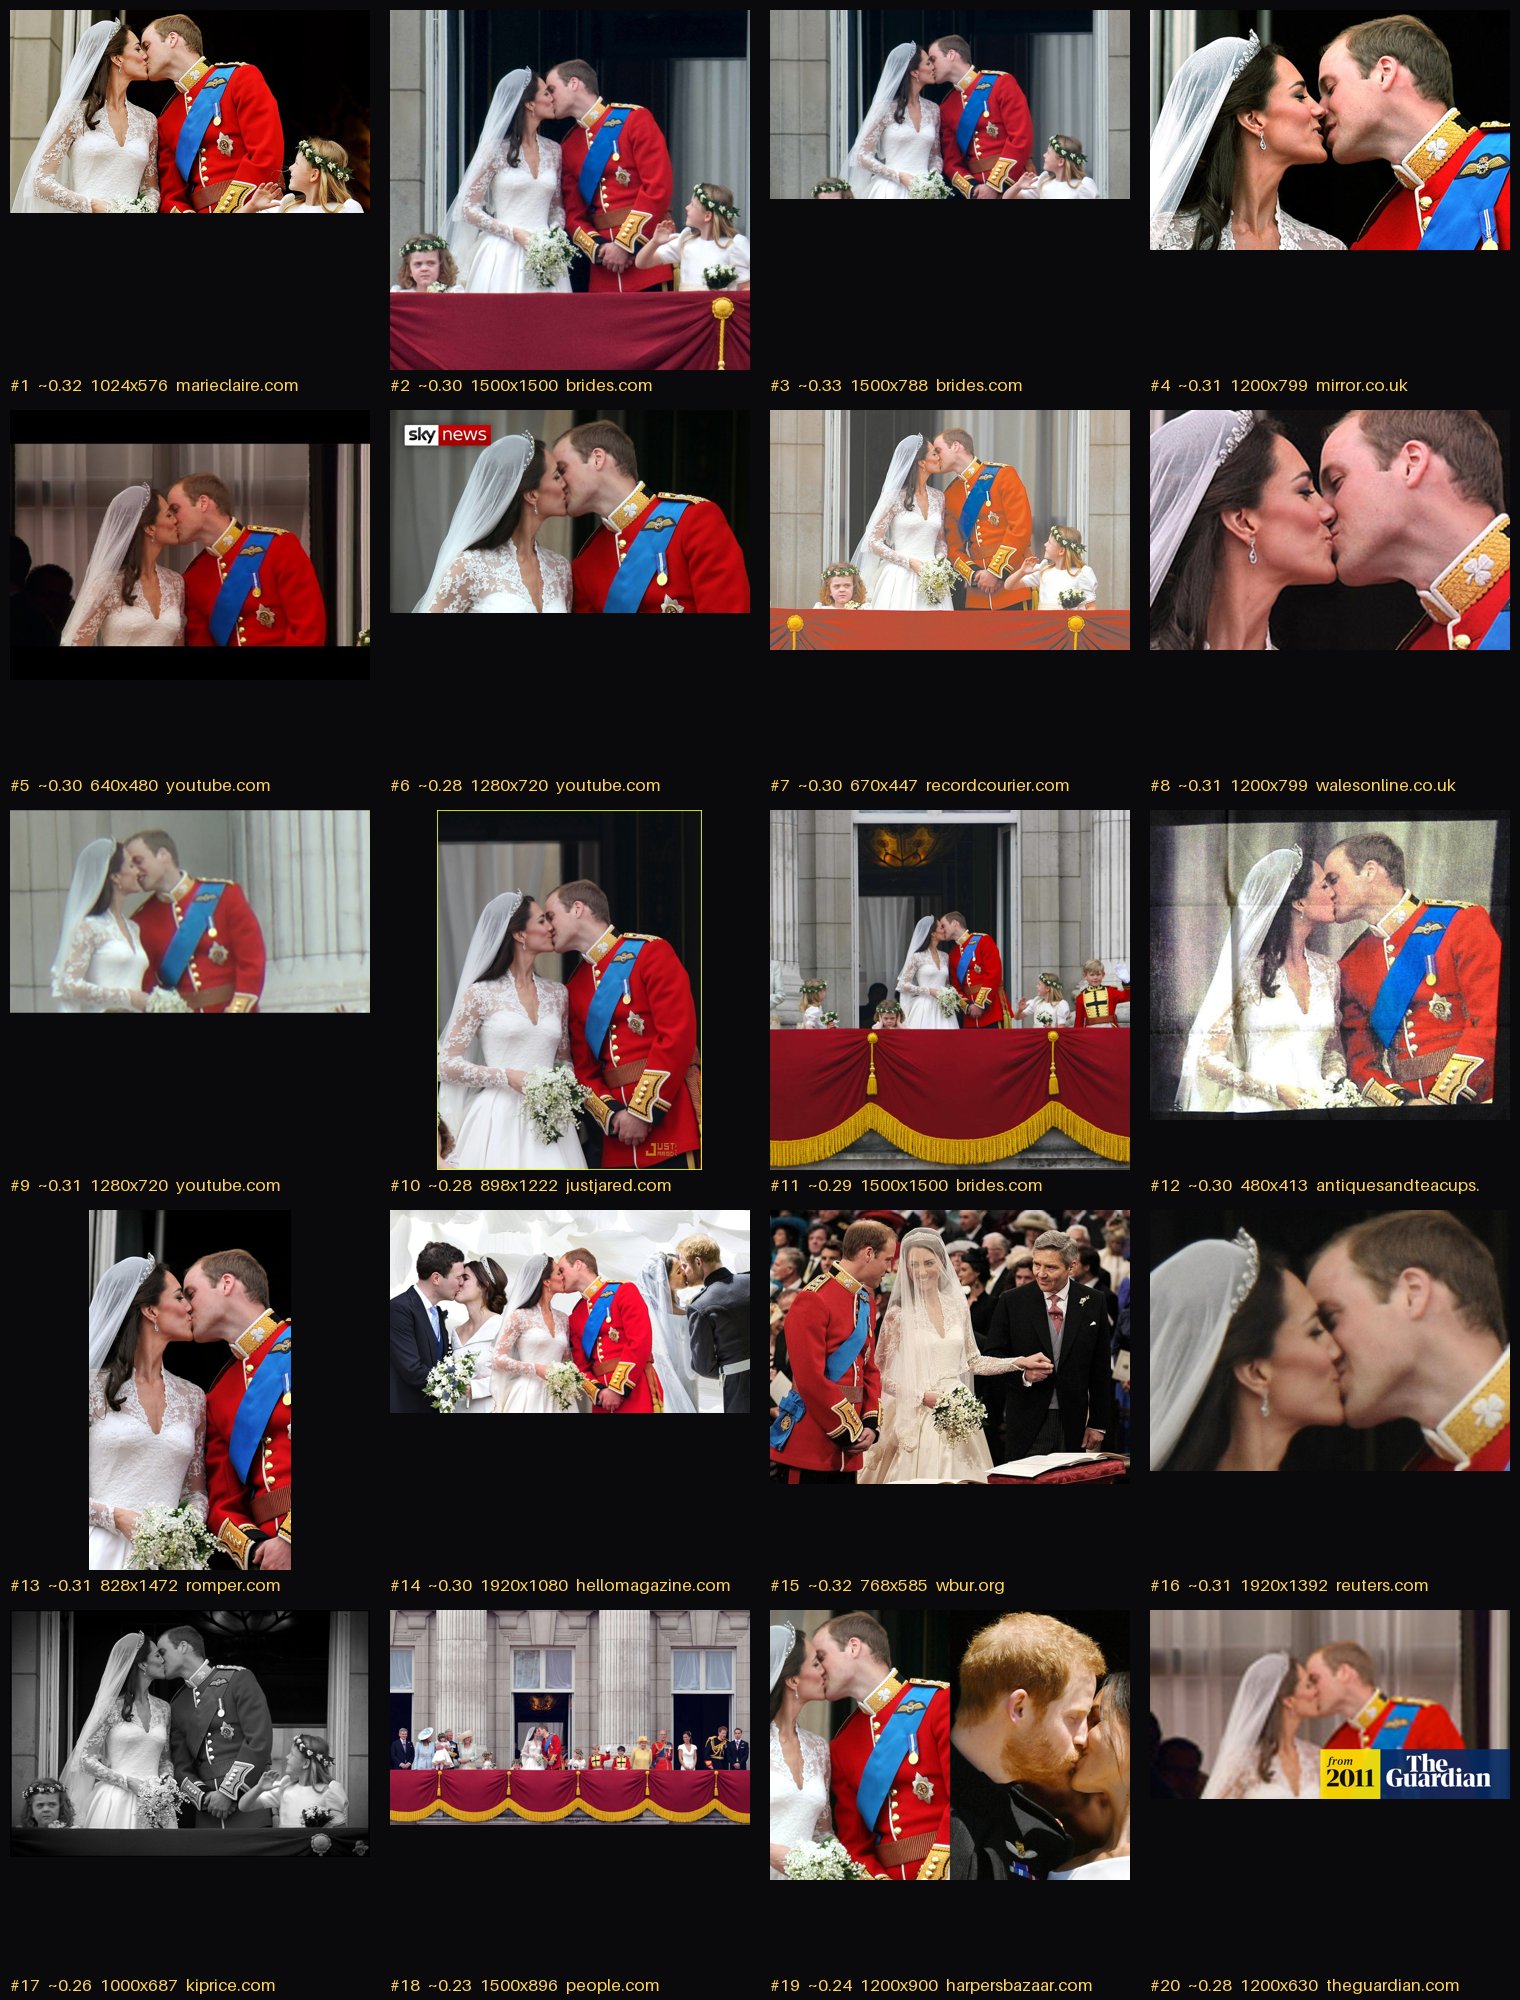 #1 ~0.32 1024x576 marieclaire.com
#2 ~0.30 1500x1500 brides.com
#3 ~0.33 1500x788 brides.com
#4 ~0.31 1200x799 mirror.co.uk
sky news
#5 ~0.30 640x480 youtube.com
#6 ~0.28 1280x720 youtube.com
#7 ~0.30 670x447 recordcourier.com
#8 ~0.31 1200x799 walesonline.co.uk
JUST
JARED
#9 ~0.31 1280x720 youtube.com
#10 ~0.28 898x1222 justjared.com
#11 ~0.29 1500x1500 brides.com
#12 ~0.30 480x413 antiquesandteacups.
#13 ~0.31 828x1472 romper.com
#14 ~0.30 1920x1080 hellomagazine.com
#15 ~0.32 768x585 wbur.org
#16 ~0.31 1920x1392 reuters.com
from
2011
The
Guardian
#17 ~0.26 1000x687 kiprice.com
#18 ~0.23 1500x896 people.com
#19 ~0.24 1200x900 harpersbazaar.com
#20 ~0.28 1200x630 theguardian.com